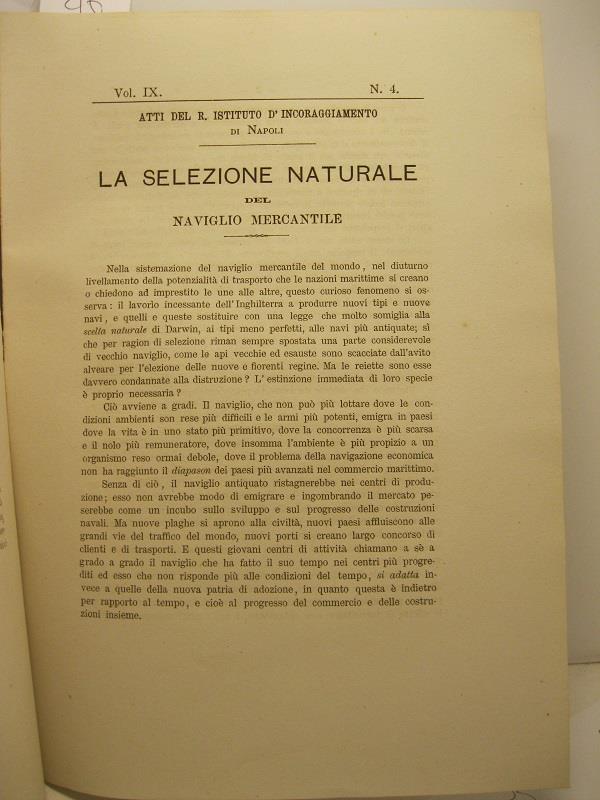 Vol. IX. N. 4.
ATTI DEL R. ISTITUTO D' INCORAGGIAMENTO
DI NAPOLI
LA SELEZIONE NATURALE
DEL
NAVIGLIO MERCANTILE
Nella sistemazione del naviglio mercantile del mondo, nel diuturno
livellamento della potenzialità di trasporto che le nazioni marittime si creano
o chiedono ad imprestito le une alle altre, questo curioso fenomeno si os-
serva: il lavorlo incessante dell'Inghilterra a produrre nuovi tipi e nuove
navi, e quelli e queste sostituire con una legge che molto somiglia alla
scelta naturale di Darwin, ai tipi meno perfetti, alle navi più antiquate; sì
che per ragion di selezione riman sempre spostata una parte considerevole
di vecchio naviglio, come le api vecchie ed esauste sono scacciate dall'avito
alveare per l'elezione delle nuove e fiorenti regine. Ma le reiette sono esse
davvero condannate alla distruzione? L' estinzione immediata di loro specie
è proprio necessaria?
Ciò avviene a gradi. Il naviglio, che non può più lottare dove le con-
dizioni ambienti son rese più difficili e le armi più potenti, emigra in paesi
dove la vita è in uno stato più primitivo, dove la concorrenza è più scarsa
e il nolo più remuneratore, dove insomma l'ambiente è più propizio a un
organismo reso ormai debole, dove il problema della navigazione economica
non ha raggiunto il diapason dei paesi più avanzati nel commercio marittimo.
Senza di ciò, il naviglio antiquato ristagnerebbe nei centri di produ-
zione; esso non avrebbe modo di emigrare e ingombrando il mercato pe-
serebbe come un incubo sullo sviluppo e sul progresso delle costruzioni
navali. Ma nuove plaghe si aprono alla civiltà, nuovi paesi affluiscono alle
grandi vie del traffico del mondo, nuovi porti si creano largo concorso di
clienti e di trasporti. E questi giovani centri di attività chiamano a sè a
grado a grado il naviglio che ha fatto il suo tempo nei centri più progre-
diti ed esso che non risponde più alle condizioni del tempo, si adatta in-
vece a quelle della nuova patria di adozione, in quanto questa è indietro
per rapporto al tempo, e cioè al progresso del commercio e delle costru-
zioni insieme.